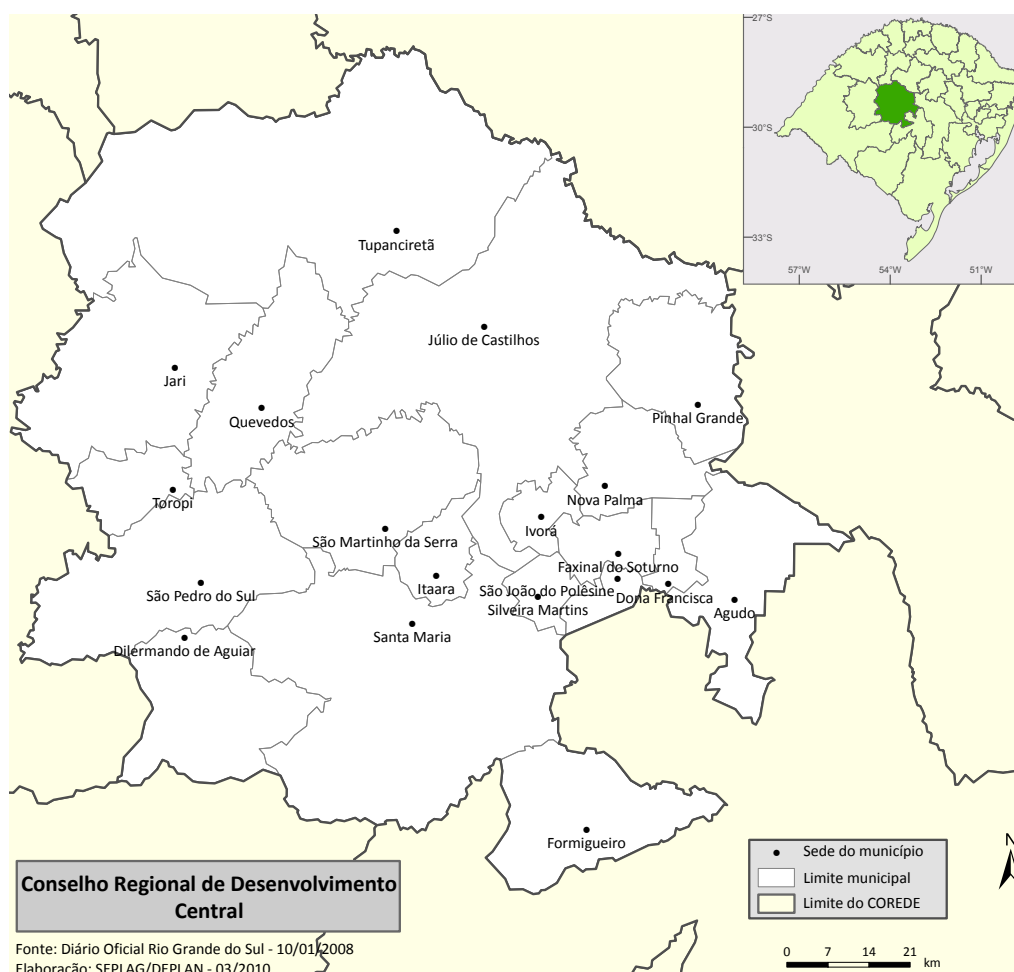 27°S
30°S
33°S
57°W
54°W
51°W
Tupanciretã
Júlio de Castilhos
Jari
Quevedos
Pinhal Grande
Toropi
Nova Palma
Ivorá
São Martinho da Serra
Faxinal do Soturno
Itaara
São João do Polêsine
Dona Francisca
São Pedro do Sul
Silveira Martins
Agudo
Santa Maria
Dilermando de Aguiar
Formigueiro
Conselho Regional de Desenvolvimento
Central
Sede do município
Limite municipal
Limite do COREDE
N
Fonte: Diário Oficial Rio Grande do Sul - 10/01/2008
Elaboração: SEPLAG/DEPLAN - 03/2010
0 7 14 21
km